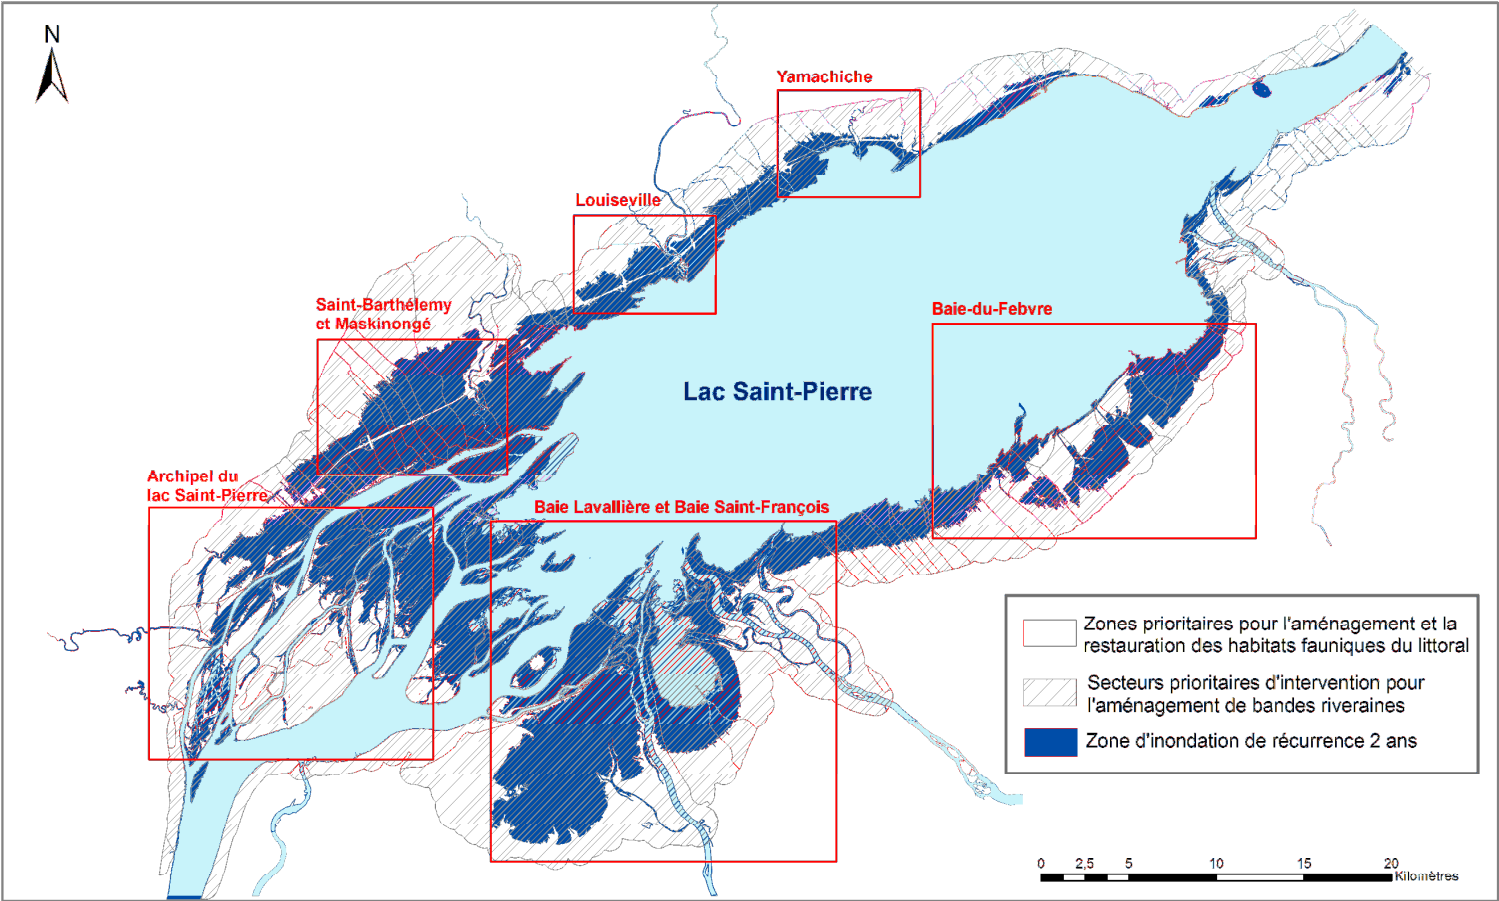 N
Yamachiche
Louiseville
Saint-Barthélemy
et Maskinongé
Baie-du-Febvre
Lac Saint-Pierre
Archipel du
lac Saint-Pierre
Baie Lavallière et Baie Saint-François
Zones prioritaires pour l'aménagement et la
restauration des habitats fauniques du littoral
Secteurs prioritaires d'intervention pour
l'aménagement de bandes riveraines
Zone d'inondation de récurrence 2 ans
0 2,5 5 10 15 20
Kilomètres